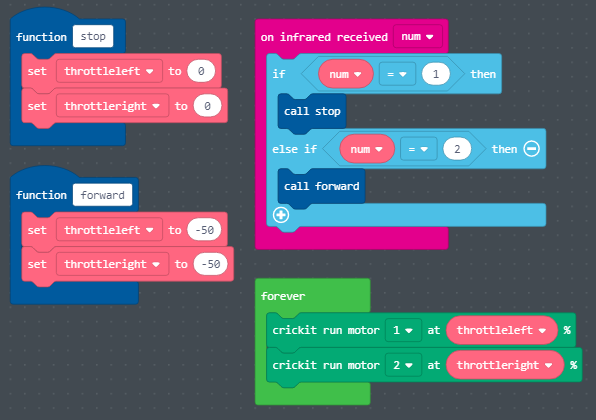 function stop
set throttleleft to 0
set throttleright to 0
function forward
set throttleleft to -50
set throttleright to -50
on infrared received num
if num = 1 then
call stop
else if num = 2 then
call forward
forever
crickit run motor 1 at throttleleft %
crickit run motor 2 at throttleright %